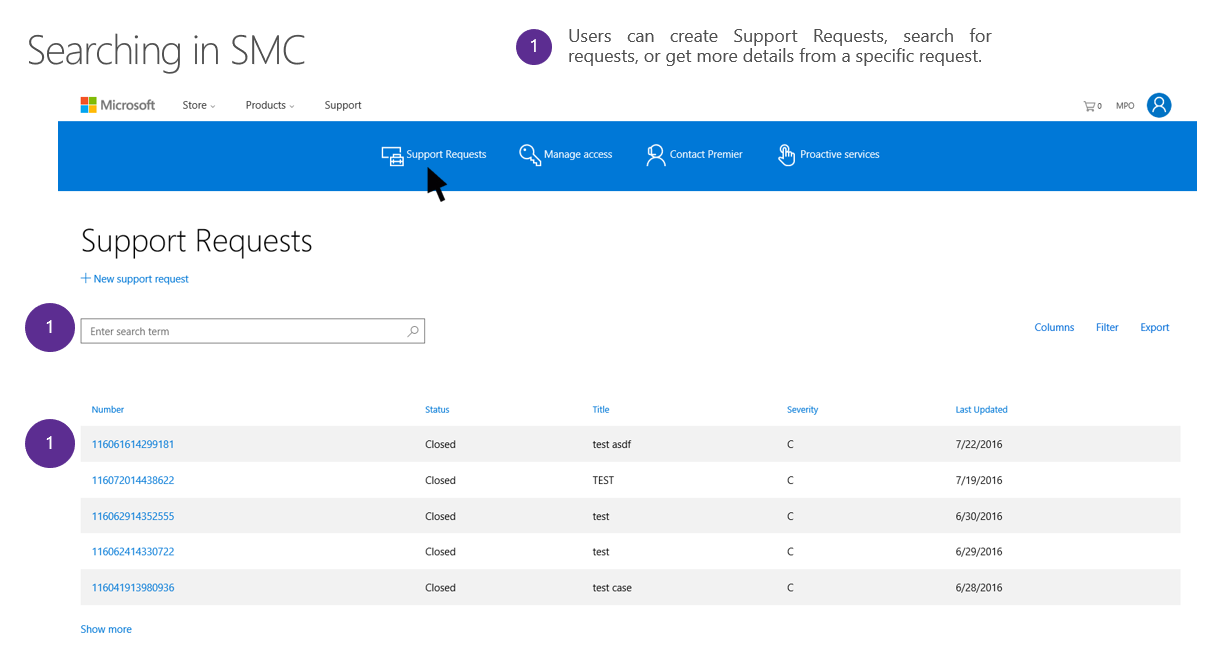 Searching in SMC
1
Users can create Support Requests, search for
requests, or get more details from a specific request.
Microsoft Store Products Support 0 MPO
Support Requests Manage access Contact Premier Proactive services
Support Requests
New support request
1
Enter search term
Columns Filter Export
Number Status Title Severity Last Updated
1
116061614299181 Closed test asdf C 7/22/2016
116072014438622 Closed TEST C 7/19/2016
116062914352555 Closed test C 6/30/2016
116062414330722 Closed test C 6/29/2016
116041913980936 Closed test case C 6/28/2016
Show more